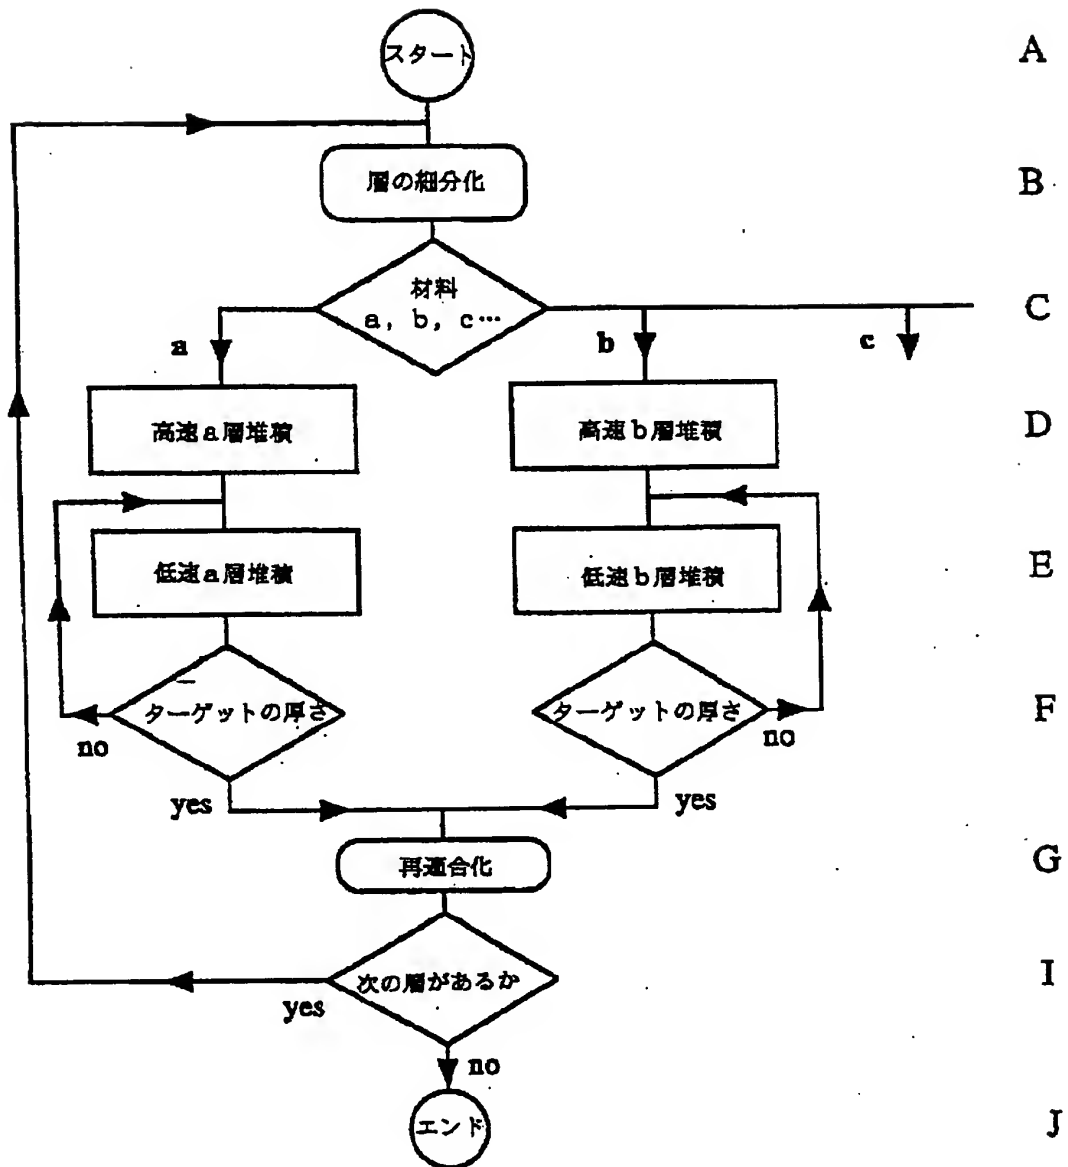 スタート
A
層の細分化
B
材料
a, b, c…
C
a
b
c
高速a層堆積
高速b層堆積
D
低速a層堆積
低速b層堆積
E
ターゲットの厚さ
ターゲットの厚さ
F
no
no
yes
yes
再適合化
G
次の層があるか
I
yes
no
エンド
J